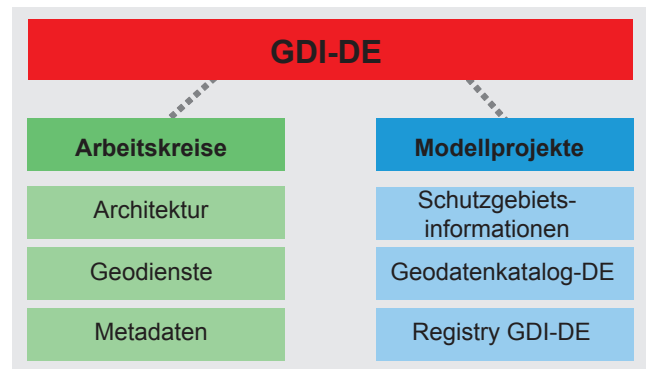 GDI-DE
Arbeitskreise
Architektur
Geodienste
Metadaten
Modellprojekte
Schutzgebiets-
informationen
Geodatenkatalog-DE
Registry GDI-DE